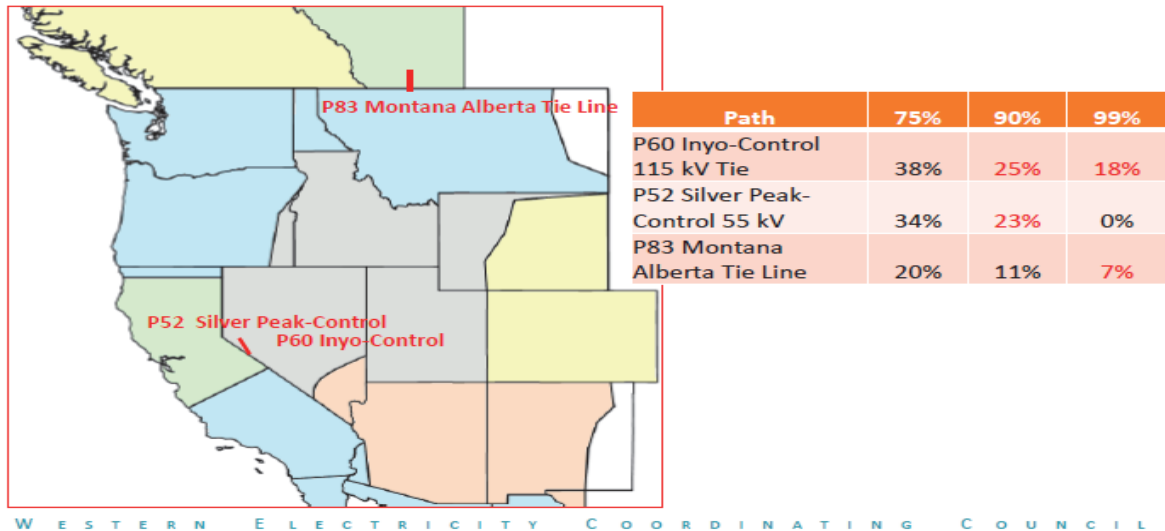 P83 Montana Alberta Tie Line
P52 Silver Peak-Control
P60 Inyo-Control
Path 75% 90% 99%
P60 Inyo-Control
115 kV Tie 38% 25% 18%
P52 Silver Peak-
Control 55 kV 34% 23% 0%
P83 Montana
Alberta Tie Line 20% 11% 7%
WESTERN ELECTRICITY COORDINATING COUNCIL